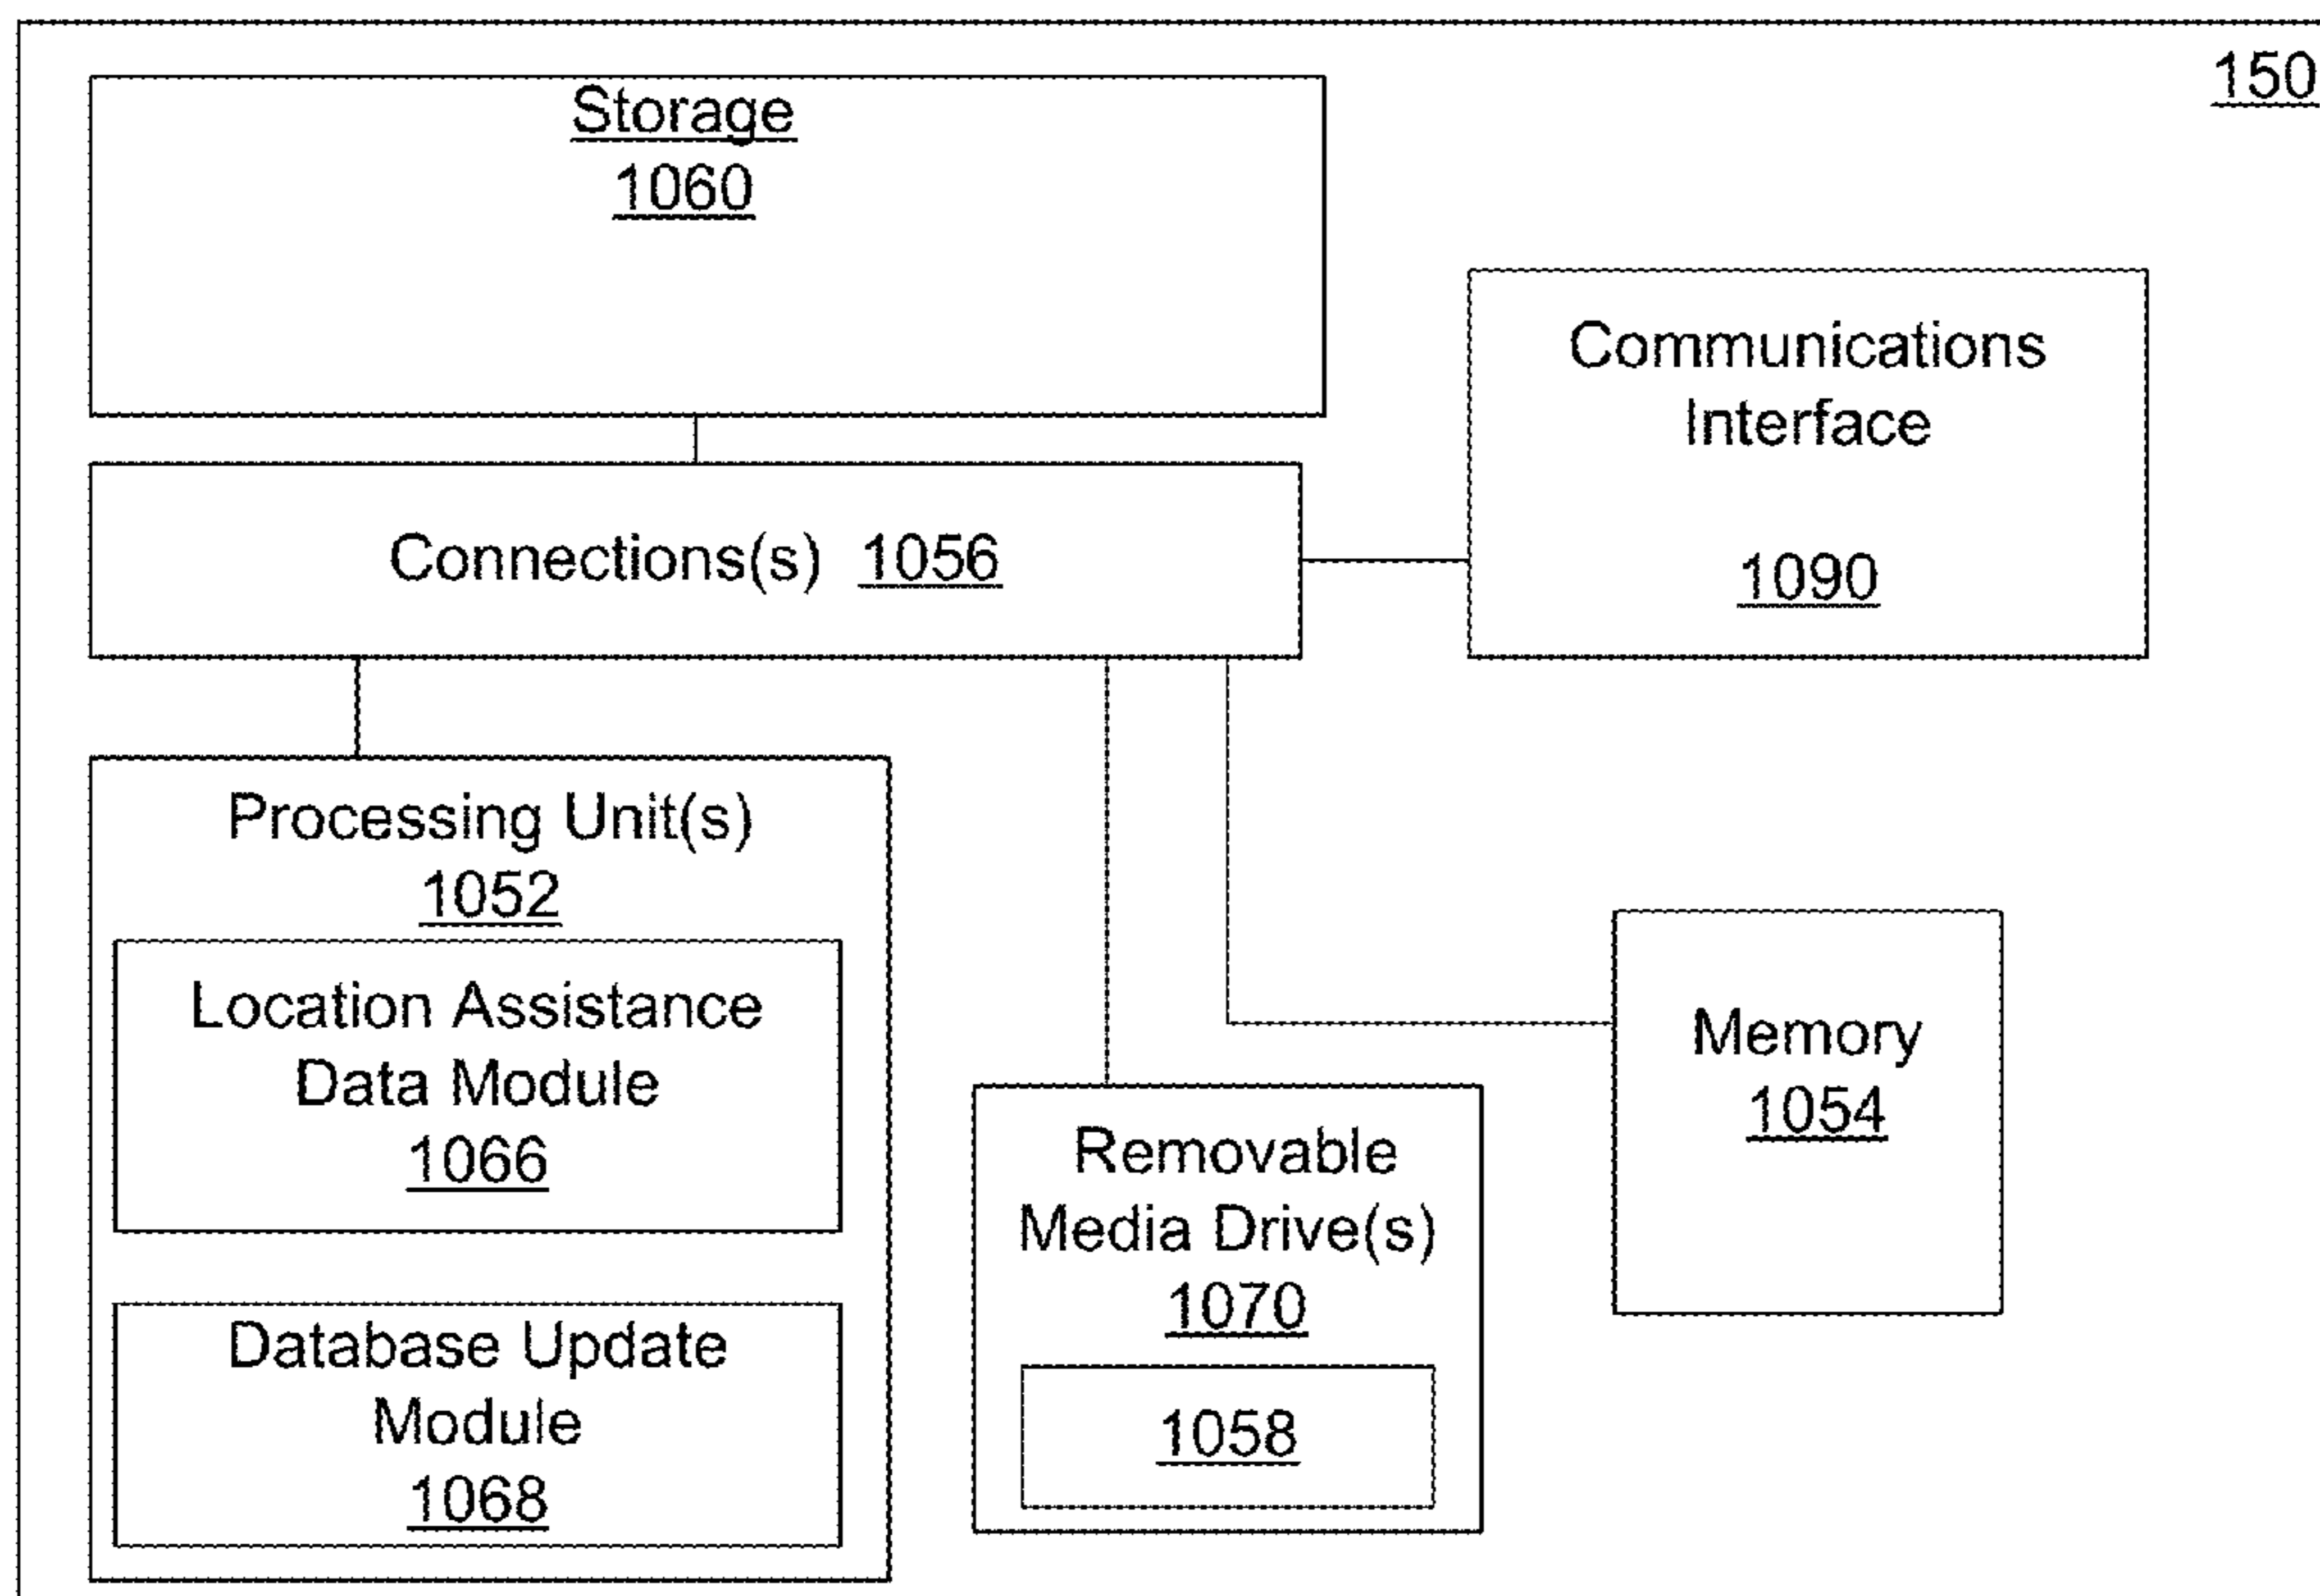 150
Storage
1060
Communications
Interface
1090
Connections(s) 1056
Processing Unit(s)
1052
Location Assistance
Data Module
1066
Database Update
Module
1068
Removable
Media Drive(s)
1070
1058
Memory
1054